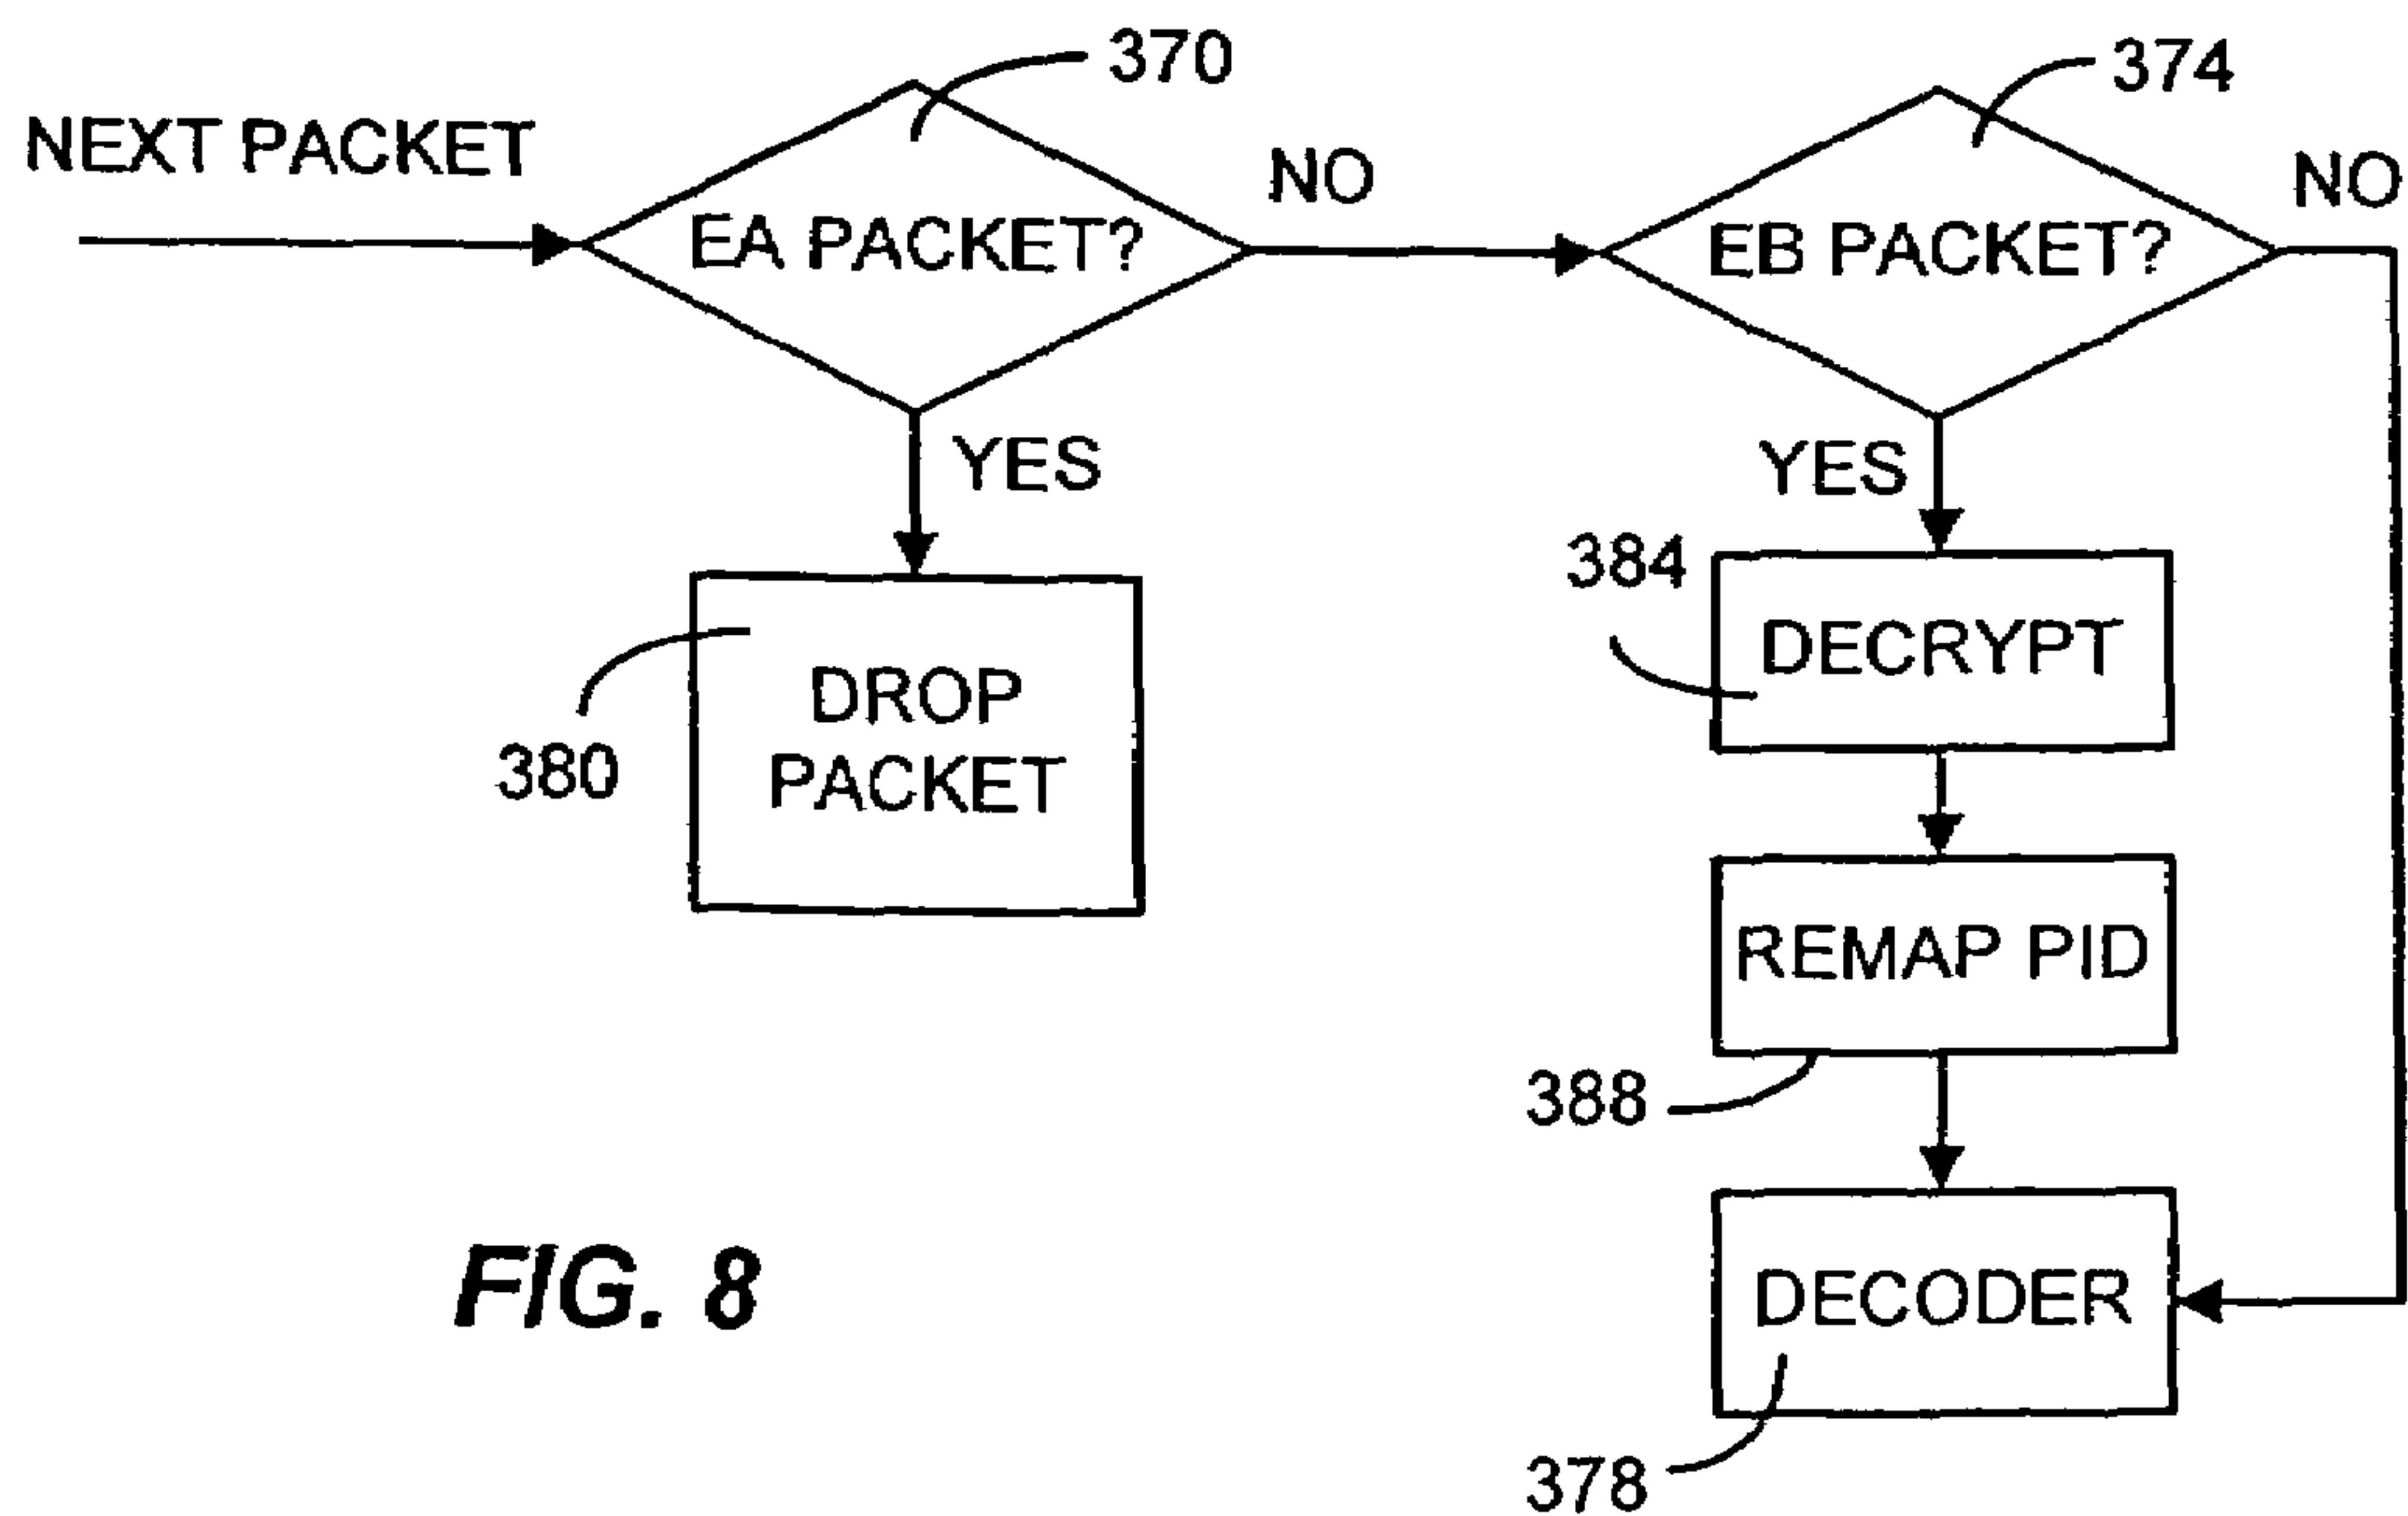 370
374
NEXT PACKET
NO
NO
EA PACKET?
EB PACKET?
YES
YES
384
DECRYPT
DROP
PACKET
380
REMAP PID
388
DECODER
FIG. 8
378